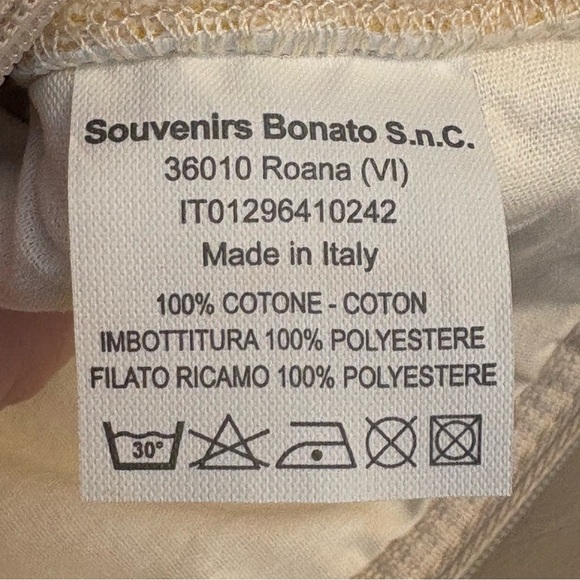 Souvenirs Bonato S.n.C.
36010 Roana (VI)
IT01296410242
Made in Italy
100% COTONE - COTON
IMBOTTITURA 100% POLYESTERE
FILATO RICAMO 100% POLYESTERE
30°